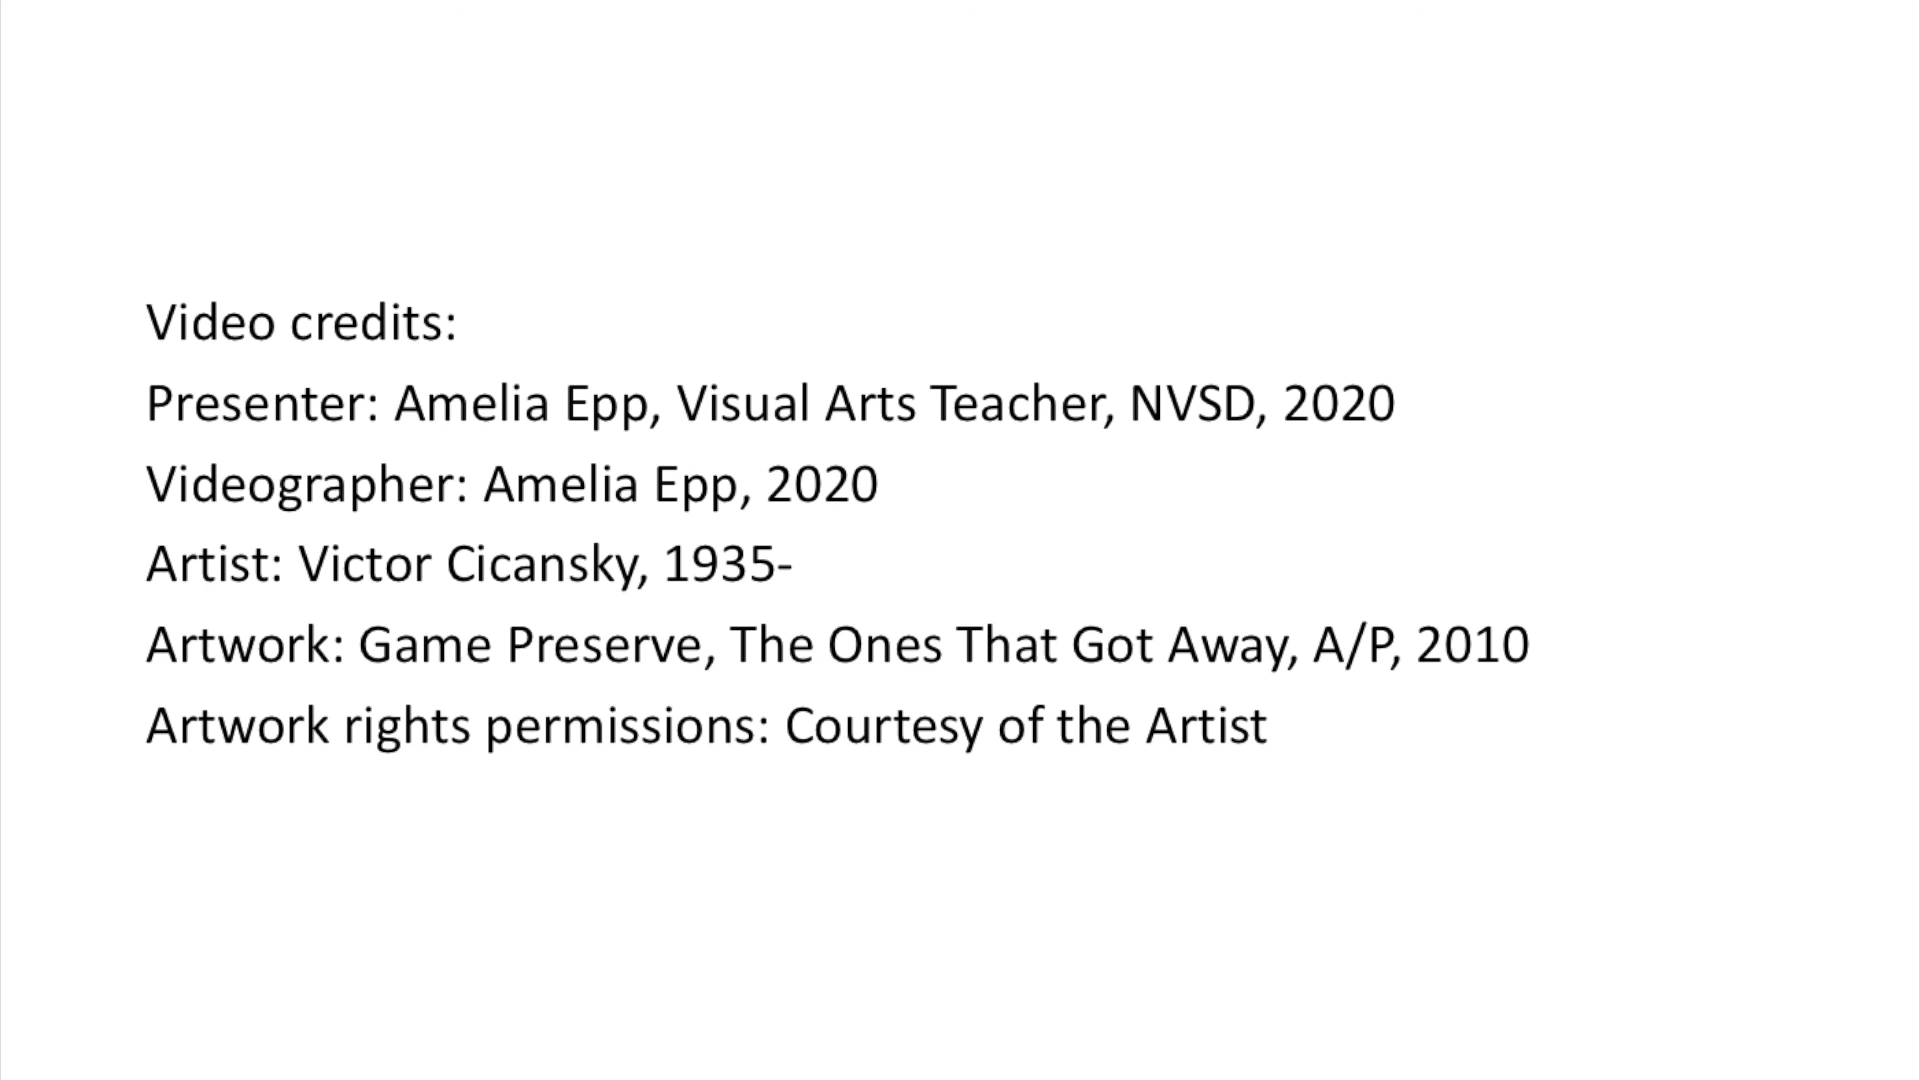 Video credits:
Presenter: Amelia Epp, Visual Arts Teacher, NVSD, 2020
Videographer: Amelia Epp, 2020
Artist: Victor Cicansky, 1935-
Artwork: Game Preserve, The Ones That Got Away, A/P, 2010
Artwork rights permissions: Courtesy of the Artist